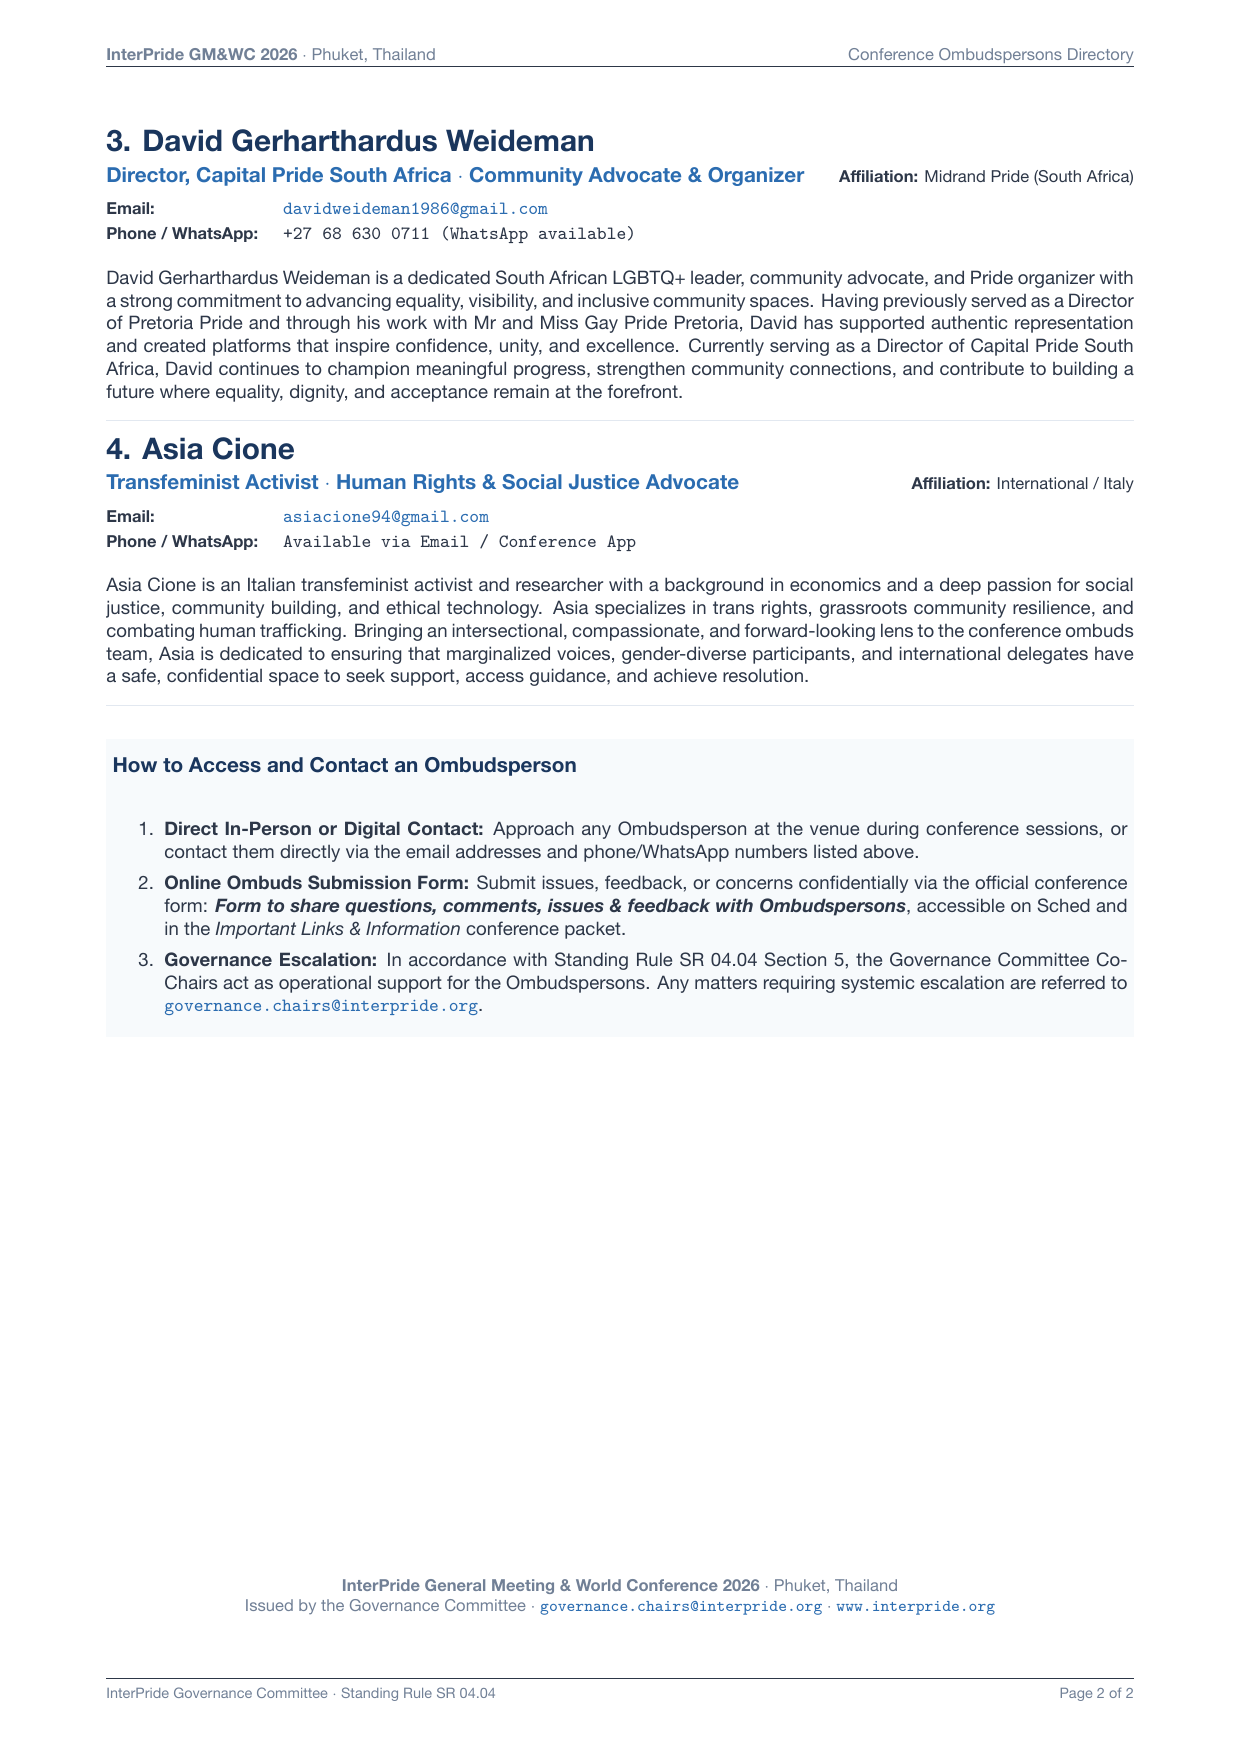 InterPride GM&WC 2026 · Phuket, Thailand
Conference Ombudspersons Directory
3. David Gerharthardus Weideman
Director, Capital Pride South Africa · Community Advocate & Organizer
Affiliation: Midrand Pride (South Africa)
Email: davidweideman1986@gmail.com
Phone / WhatsApp: +27 68 630 0711 (WhatsApp available)
David Gerharthardus Weideman is a dedicated South African LGBTQ+ leader, community advocate, and Pride organizer with
a strong commitment to advancing equality, visibility, and inclusive community spaces. Having previously served as a Director
of Pretoria Pride and through his work with Mr and Miss Gay Pride Pretoria, David has supported authentic representation
and created platforms that inspire confidence, unity, and excellence. Currently serving as a Director of Capital Pride South
Africa, David continues to champion meaningful progress, strengthen community connections, and contribute to building a
future where equality, dignity, and acceptance remain at the forefront.
4. Asia Cione
Transfeminist Activist · Human Rights & Social Justice Advocate
Affiliation: International / Italy
Email: asiacione94@gmail.com
Phone / WhatsApp: Available via Email / Conference App
Asia Cione is an Italian transfeminist activist and researcher with a background in economics and a deep passion for social
justice, community building, and ethical technology. Asia specializes in trans rights, grassroots community resilience, and
combating human trafficking. Bringing an intersectional, compassionate, and forward-looking lens to the conference ombuds
team, Asia is dedicated to ensuring that marginalized voices, gender-diverse participants, and international delegates have
a safe, confidential space to seek support, access guidance, and achieve resolution.
How to Access and Contact an Ombudsperson
1. Direct In-Person or Digital Contact: Approach any Ombudsperson at the venue during conference sessions, or
contact them directly via the email addresses and phone/WhatsApp numbers listed above.
2. Online Ombuds Submission Form: Submit issues, feedback, or concerns confidentially via the official conference
form: Form to share questions, comments, issues & feedback with Ombudspersons, accessible on Sched and
in the Important Links & Information conference packet.
3. Governance Escalation: In accordance with Standing Rule SR 04.04 Section 5, the Governance Committee Co-
Chairs act as operational support for the Ombudspersons. Any matters requiring systemic escalation are referred to
governance.chairs@interpride.org.
InterPride General Meeting & World Conference 2026 · Phuket, Thailand
Issued by the Governance Committee · governance.chairs@interpride.org · www.interpride.org
InterPride Governance Committee · Standing Rule SR 04.04
Page 2 of 2